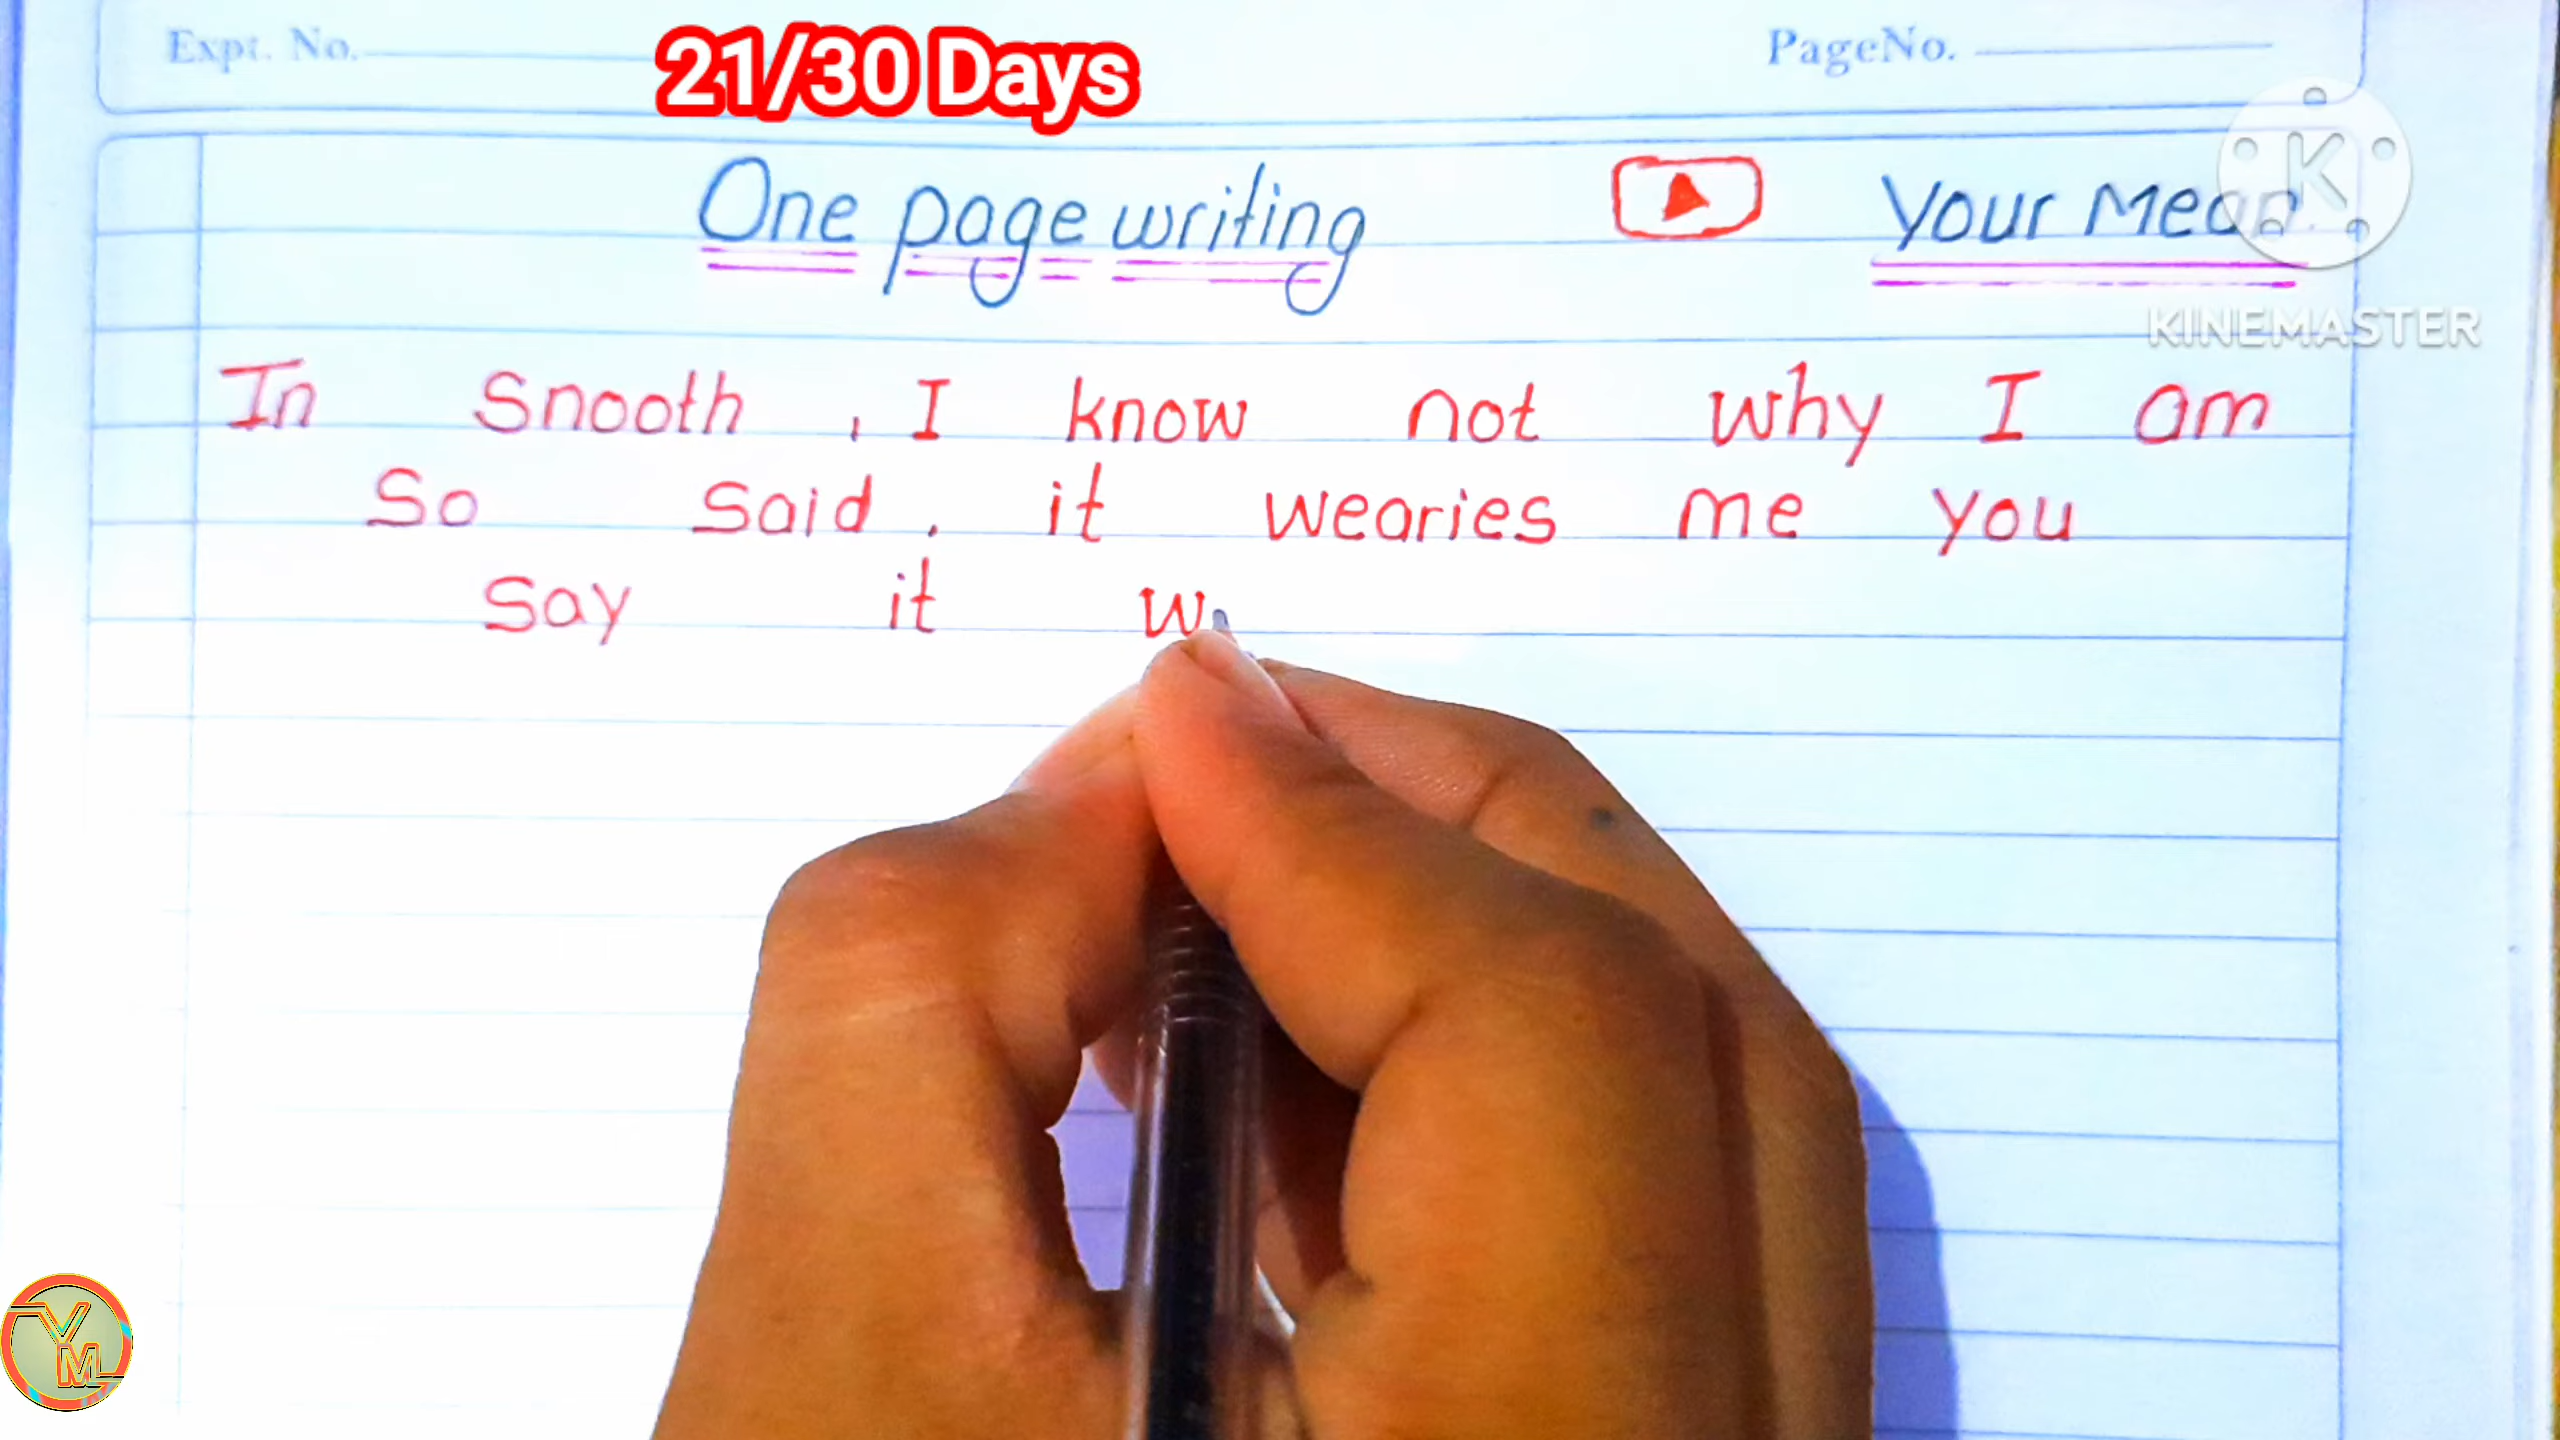 Expt. No. 21/30 Days PageNo.
One page writing Your Mean.
KINEMASTER
In Snooth, I know not why I am
So said. it wearies me you
Say it w
YM